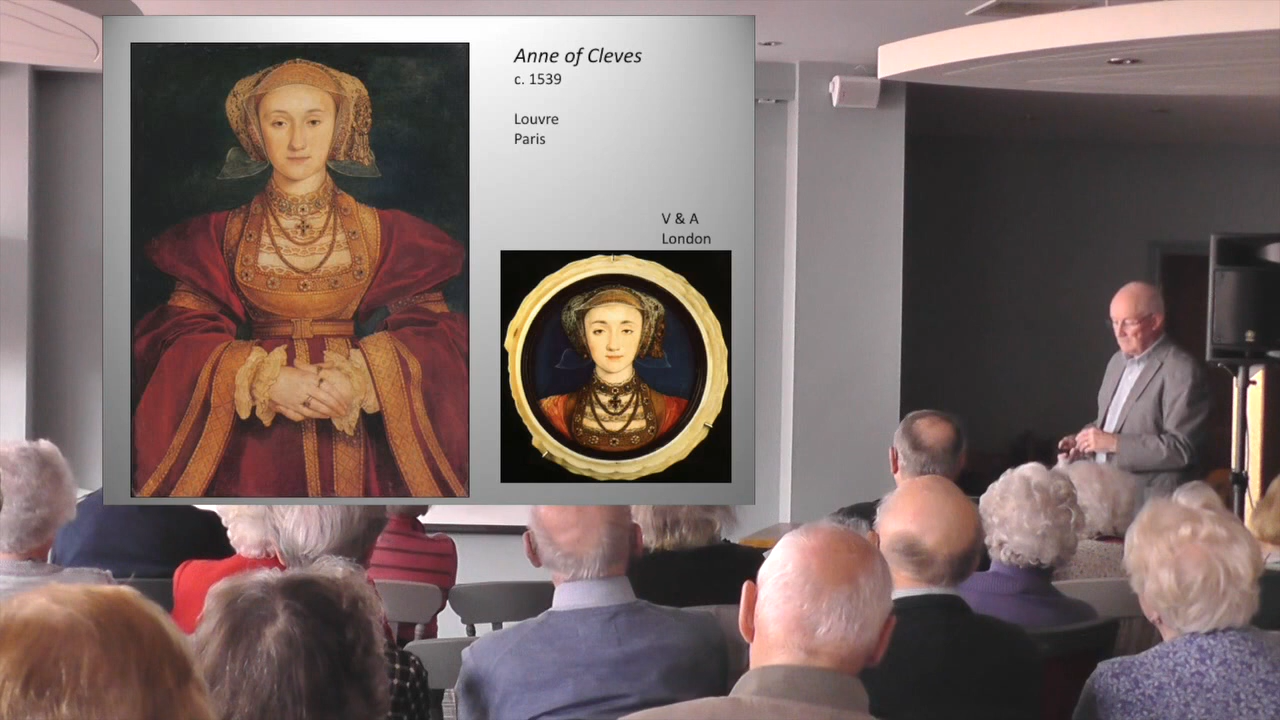 Anne of Cleves
c. 1539
Louvre
Paris
V & A
London